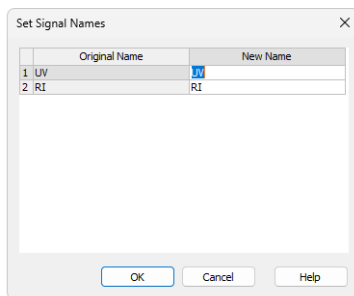 Set Signal Names
Original Name New Name
1 UV UV
2 RI RI
OK Cancel Help